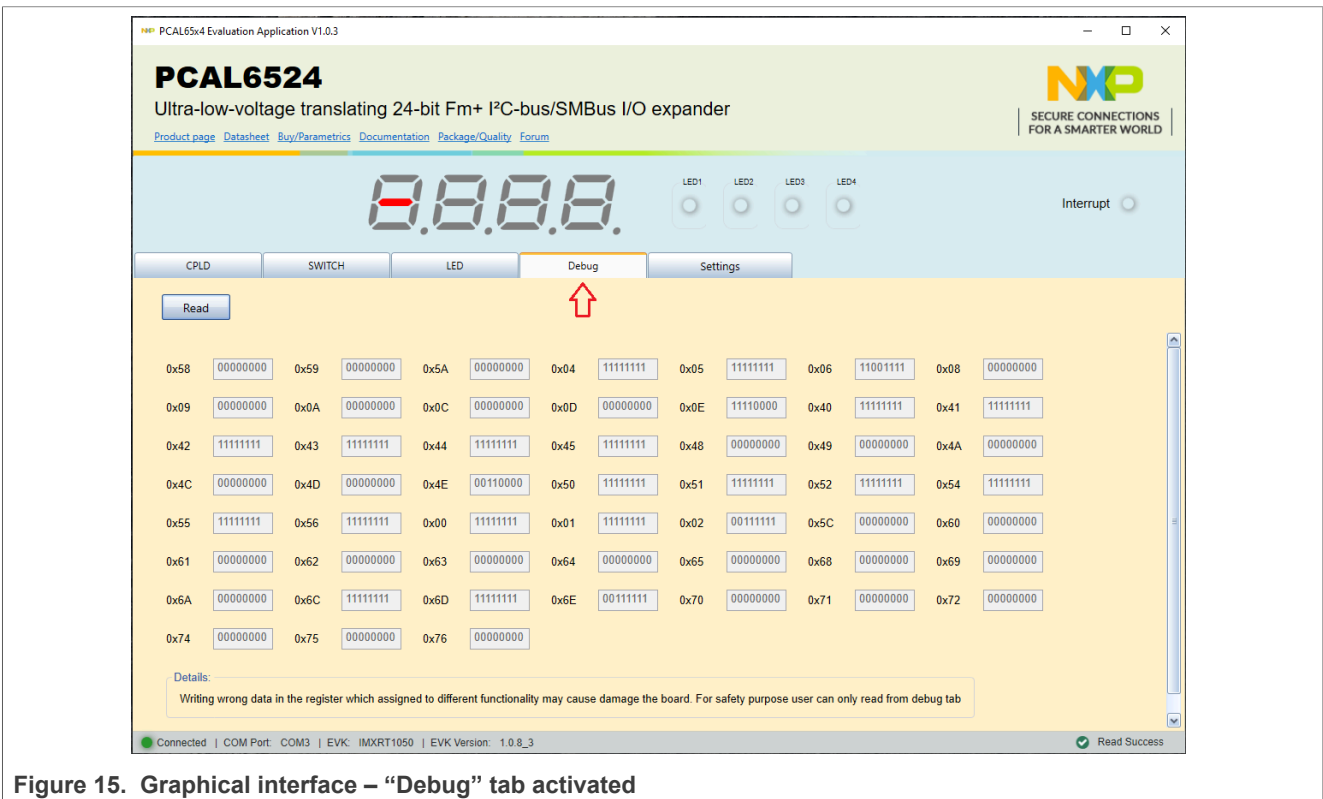 NXP PCAL65x4 Evaluation Application V1.0.3
PCAL6524
Ultra-low-voltage translating 24-bit Fm+ I²C-bus/SMBus I/O expander
Product page Datasheet Buy/Parametrics Documentation Package/Quality Forum
NXP
SECURE CONNECTIONS
FOR A SMARTER WORLD
8.8.8.8.
LED1 LED2 LED3 LED4
Interrupt
CPLD SWITCH LED Debug Settings
Read
0x58 00000000 0x59 00000000 0x5A 00000000 0x04 11111111 0x05 11111111 0x06 11001111 0x08 00000000
0x09 00000000 0x0A 00000000 0x0C 00000000 0x0D 00000000 0x0E 11110000 0x40 11111111 0x41 11111111
0x42 11111111 0x43 11111111 0x44 11111111 0x45 11111111 0x48 00000000 0x49 00000000 0x4A 00000000
0x4C 00000000 0x4D 00000000 0x4E 00110000 0x50 11111111 0x51 11111111 0x52 11111111 0x54 11111111
0x55 11111111 0x56 11111111 0x00 11111111 0x01 11111111 0x02 00111111 0x5C 00000000 0x60 00000000
0x61 00000000 0x62 00000000 0x63 00000000 0x64 00000000 0x65 00000000 0x68 00000000 0x69 00000000
0x6A 00000000 0x6C 11111111 0x6D 11111111 0x6E 00111111 0x70 00000000 0x71 00000000 0x72 00000000
0x74 00000000 0x75 00000000 0x76 00000000
Details:
Writing wrong data in the register which assigned to different functionality may cause damage the board. For safety purpose user can only read from debug tab
Connected | COM Port: COM3 | EVK: IMXRT1050 | EVK Version: 1.0.8_3 Read Success
Figure 15. Graphical interface – “Debug” tab activated